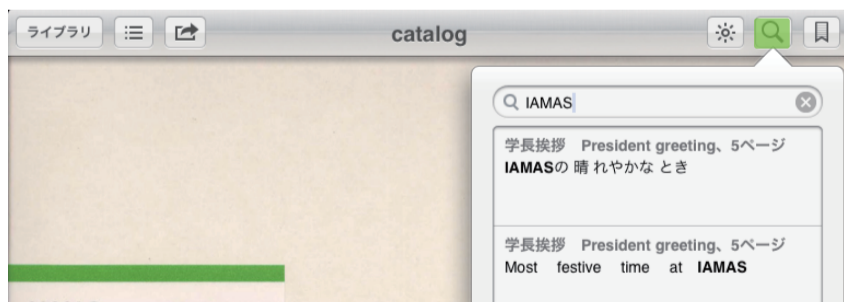 ライブラリ
catalog
IAMAS
学長挨拶 President greeting、5ページ
IAMASの 晴 れやかな とき
学長挨拶 President greeting、5ページ
Most festive time at IAMAS